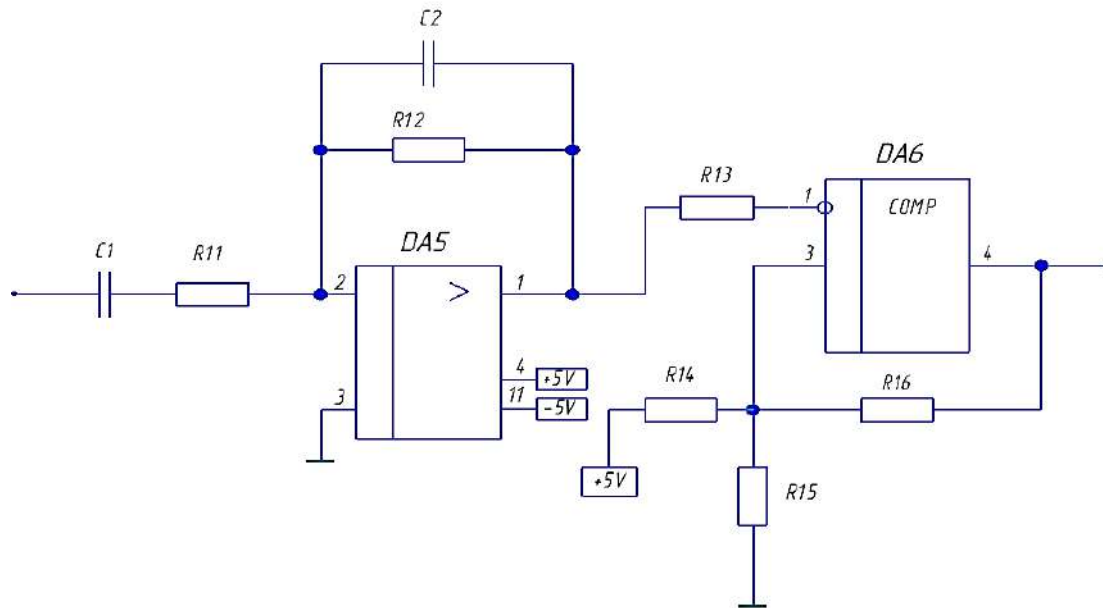 C2
R12
DA6
R13
1
COMP
C1
R11
DA5
3
4
2
>
1
4
+5V
R14
R16
3
11
-5V
+5V
R15